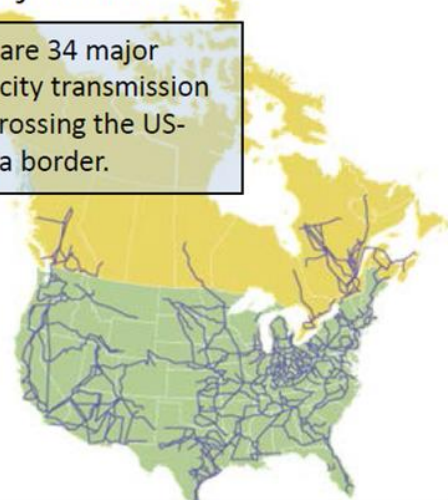 are 34 major
city transmission
rossing the US-
a border.